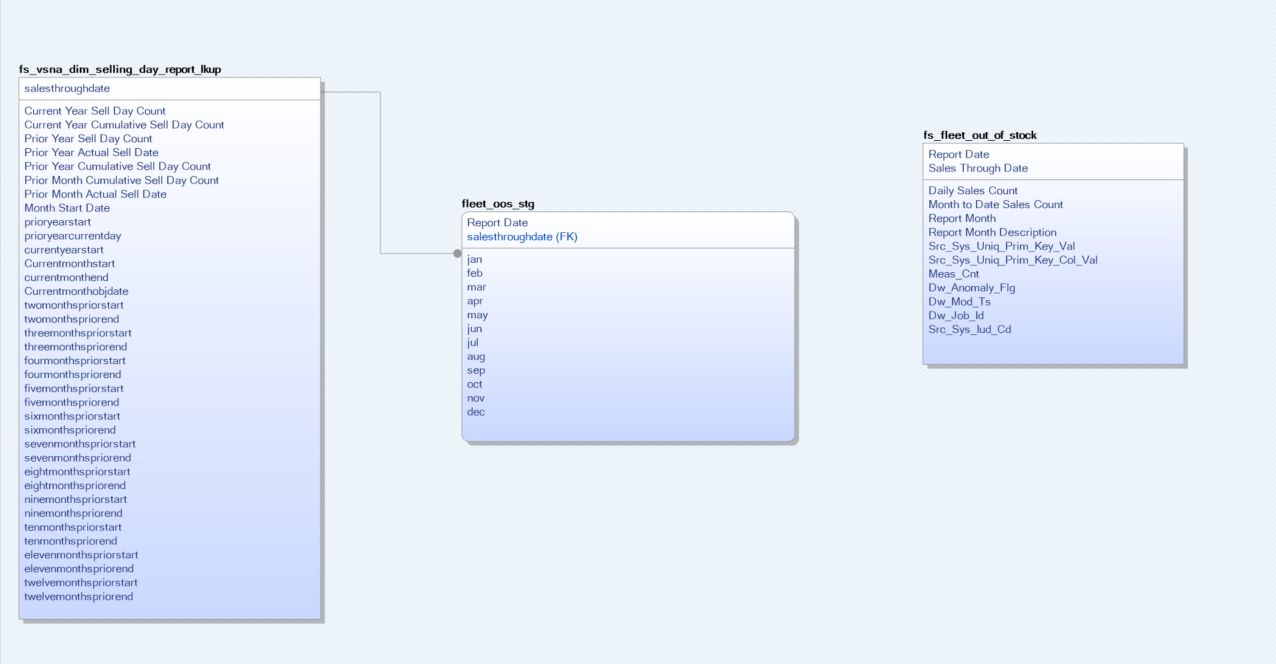 fs_vsna_dim_selling_day_report_lkup
salesthroughdate
Current Year Sell Day Count
Current Year Cumulative Sell Day Count
Prior Year Sell Day Count
Prior Year Actual Sell Date
Prior Year Cumulative Sell Day Count
Prior Month Cumulative Sell Day Count
Prior Month Actual Sell Date
Month Start Date
prioryearstart
prioryearcurrentday
currentyearstart
Currentmonthstart
currentmonthend
Currentmonthobjdate
twomonthspriorstart
twomonthspriorend
threemonthspriorstart
threemonthspriorend
fourmonthspriorstart
fourmonthspriorend
fivemonthspriorstart
fivemonthspriorend
sixmonthspriorstart
sixmonthspriorend
sevenmonthspriorstart
sevenmonthspriorend
eightmonthspriorstart
eightmonthspriorend
ninemonthspriorstart
ninemonthspriorend
tenmonthspriorstart
tenmonthspriorend
elevenmonthspriorstart
elevenmonthspriorend
twelvemonthspriorstart
twelvemonthspriorend
fleet_oos_stg
Report Date
salesthroughdate (FK)
jan
feb
mar
apr
may
jun
jul
aug
sep
oct
nov
dec
fs_fleet_out_of_stock
Report Date
Sales Through Date
Daily Sales Count
Month to Date Sales Count
Report Month
Report Month Description
Src_Sys_Uniq_Prim_Key_Val
Src_Sys_Uniq_Prim_Key_Col_Val
Meas_Cnt
Dw_Anomaly_Flg
Dw_Mod_Ts
Dw_Job_Id
Src_Sys_Iud_Cd